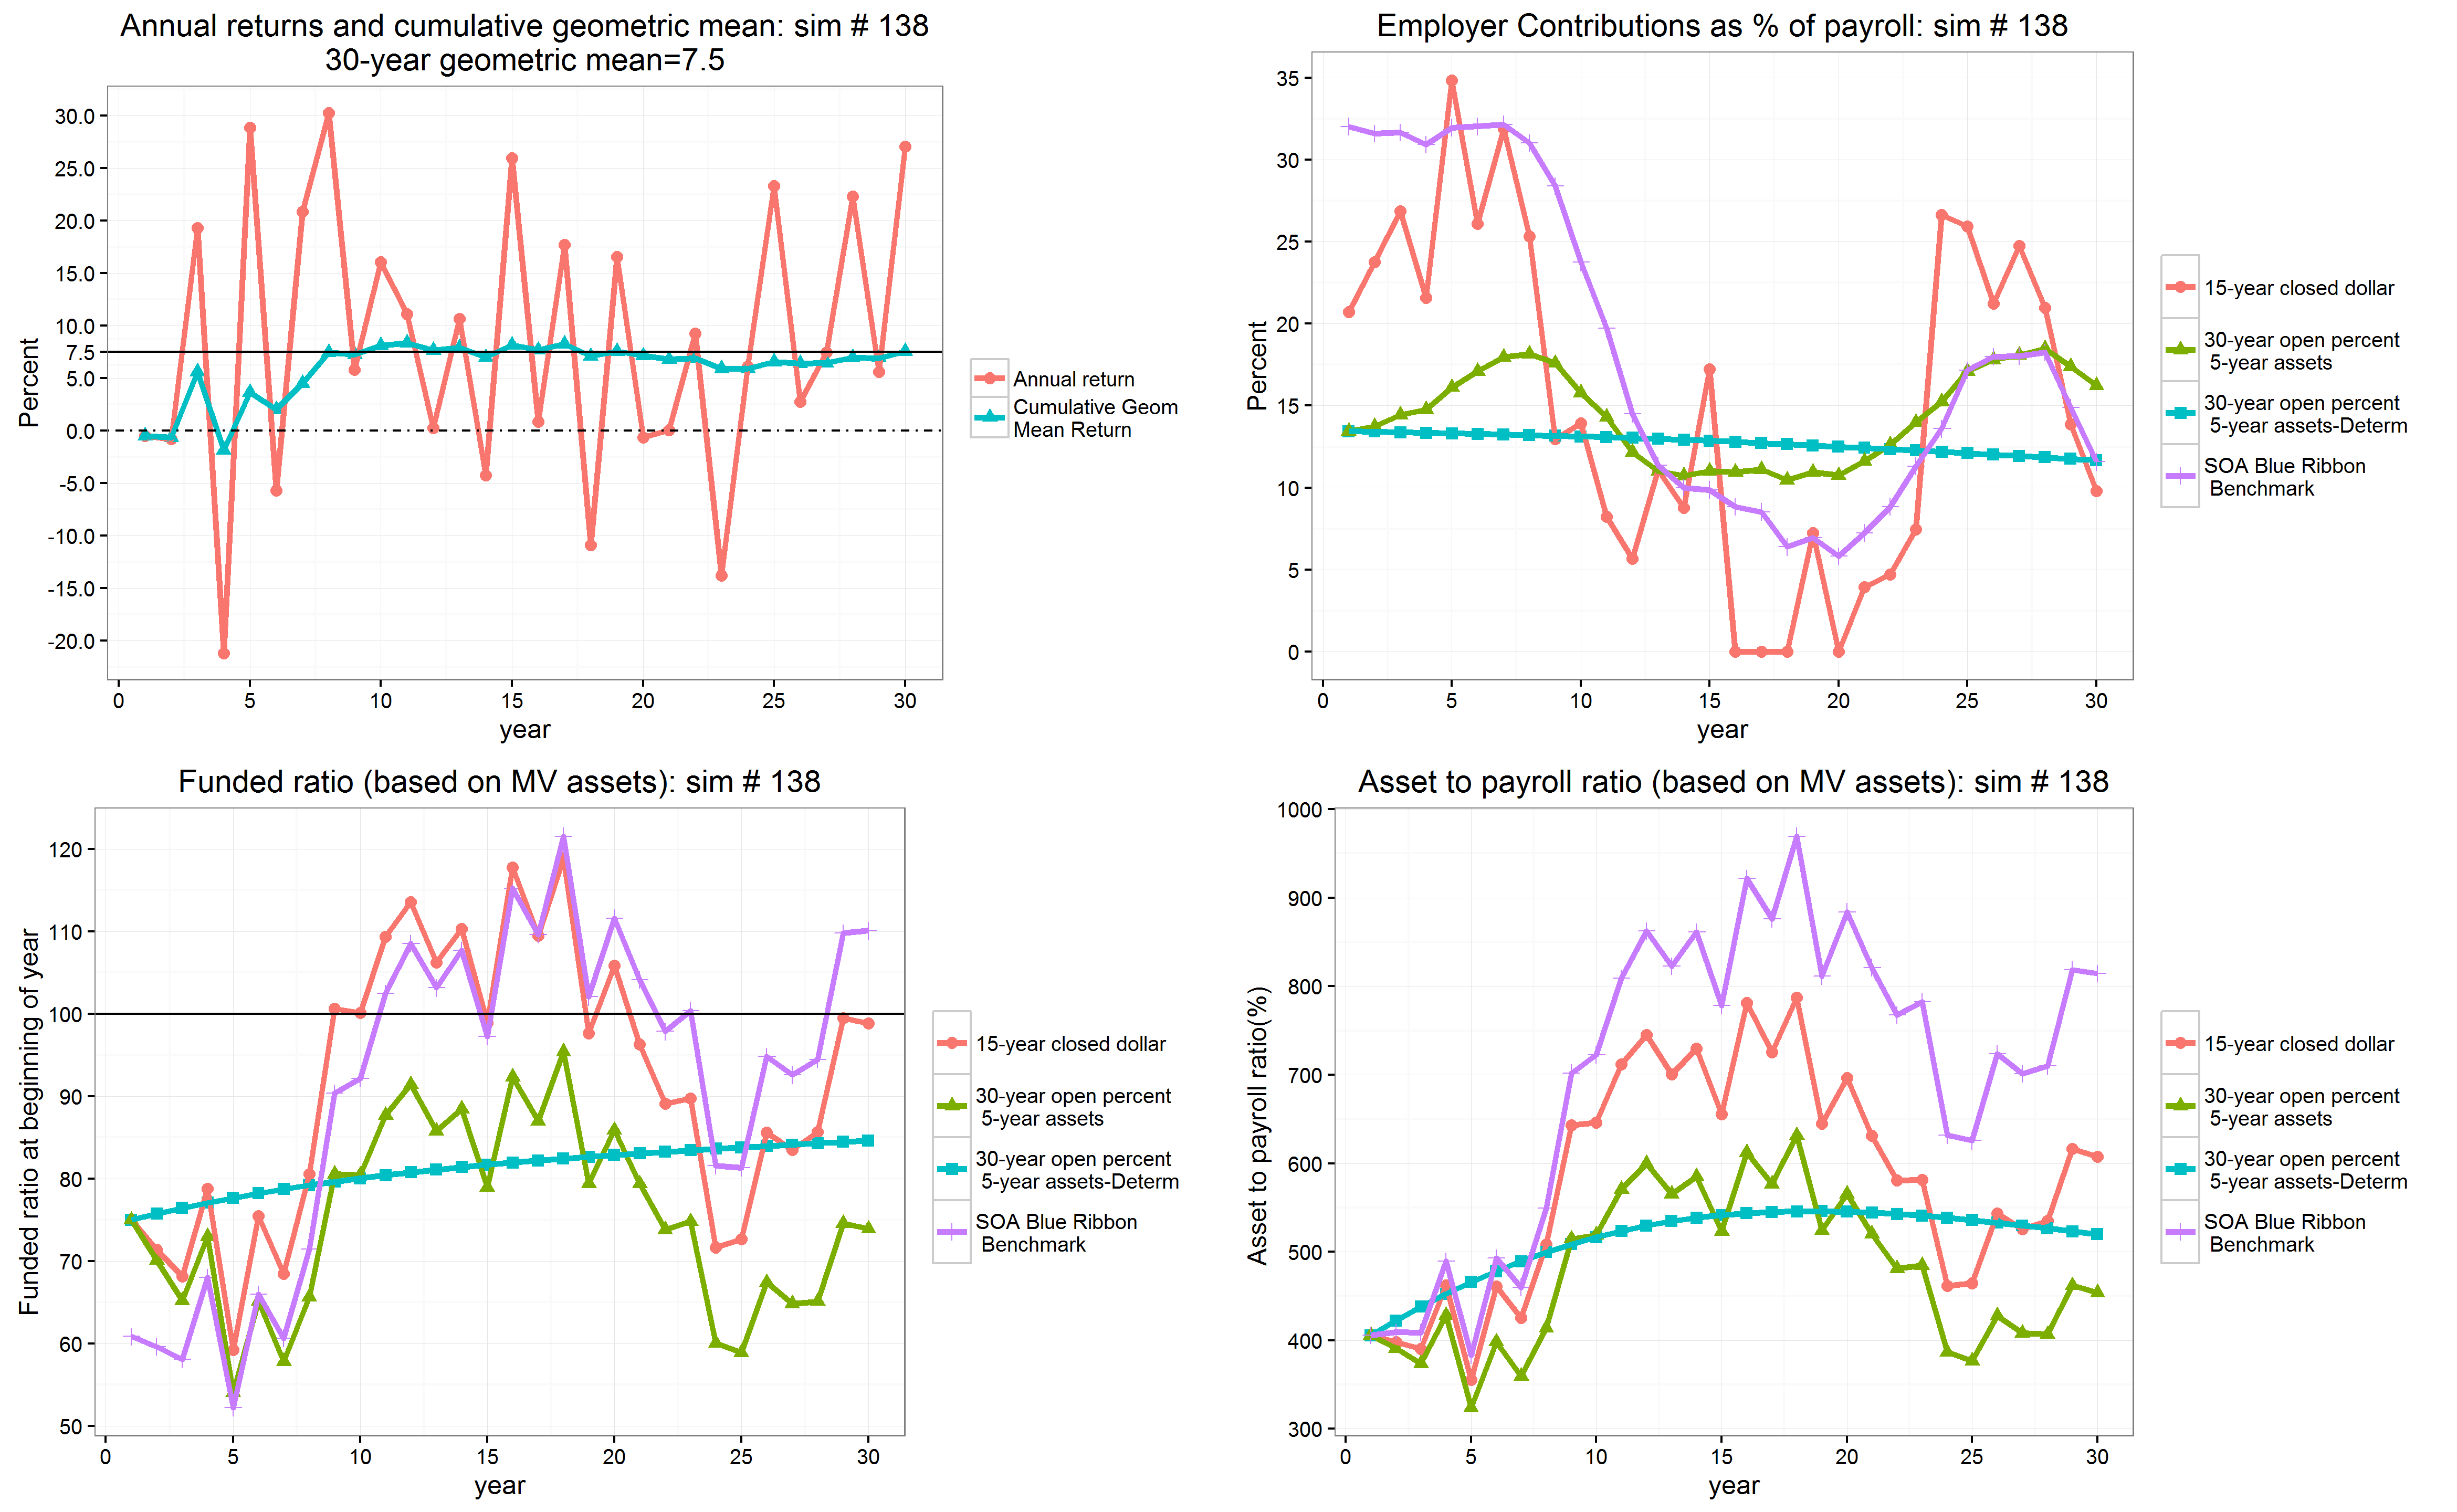 Annual returns and cumulative geometric mean: sim # 138
30-year geometric mean=7.5
Percent
30.0
25.0
20.0
15.0
10.0
7.5
5.0
0.0
-5.0
-10.0
-15.0
-20.0
0 5 10 15 20 25 30
year
Annual return
Cumulative Geom
Mean Return
Employer Contributions as % of payroll: sim # 138
Percent
35
30
25
20
15
10
5
0
0 5 10 15 20 25 30
year
15-year closed dollar
30-year open percent
5-year assets
30-year open percent
5-year assets-Determ
SOA Blue Ribbon
Benchmark
Funded ratio (based on MV assets): sim # 138
Funded ratio at beginning of year
120
110
100
90
80
70
60
50
0 5 10 15 20 25 30
year
15-year closed dollar
30-year open percent
5-year assets
30-year open percent
5-year assets-Determ
SOA Blue Ribbon
Benchmark
Asset to payroll ratio (based on MV assets): sim # 138
Asset to payroll ratio(%)
1000
900
800
700
600
500
400
300
0 5 10 15 20 25 30
year
15-year closed dollar
30-year open percent
5-year assets
30-year open percent
5-year assets-Determ
SOA Blue Ribbon
Benchmark